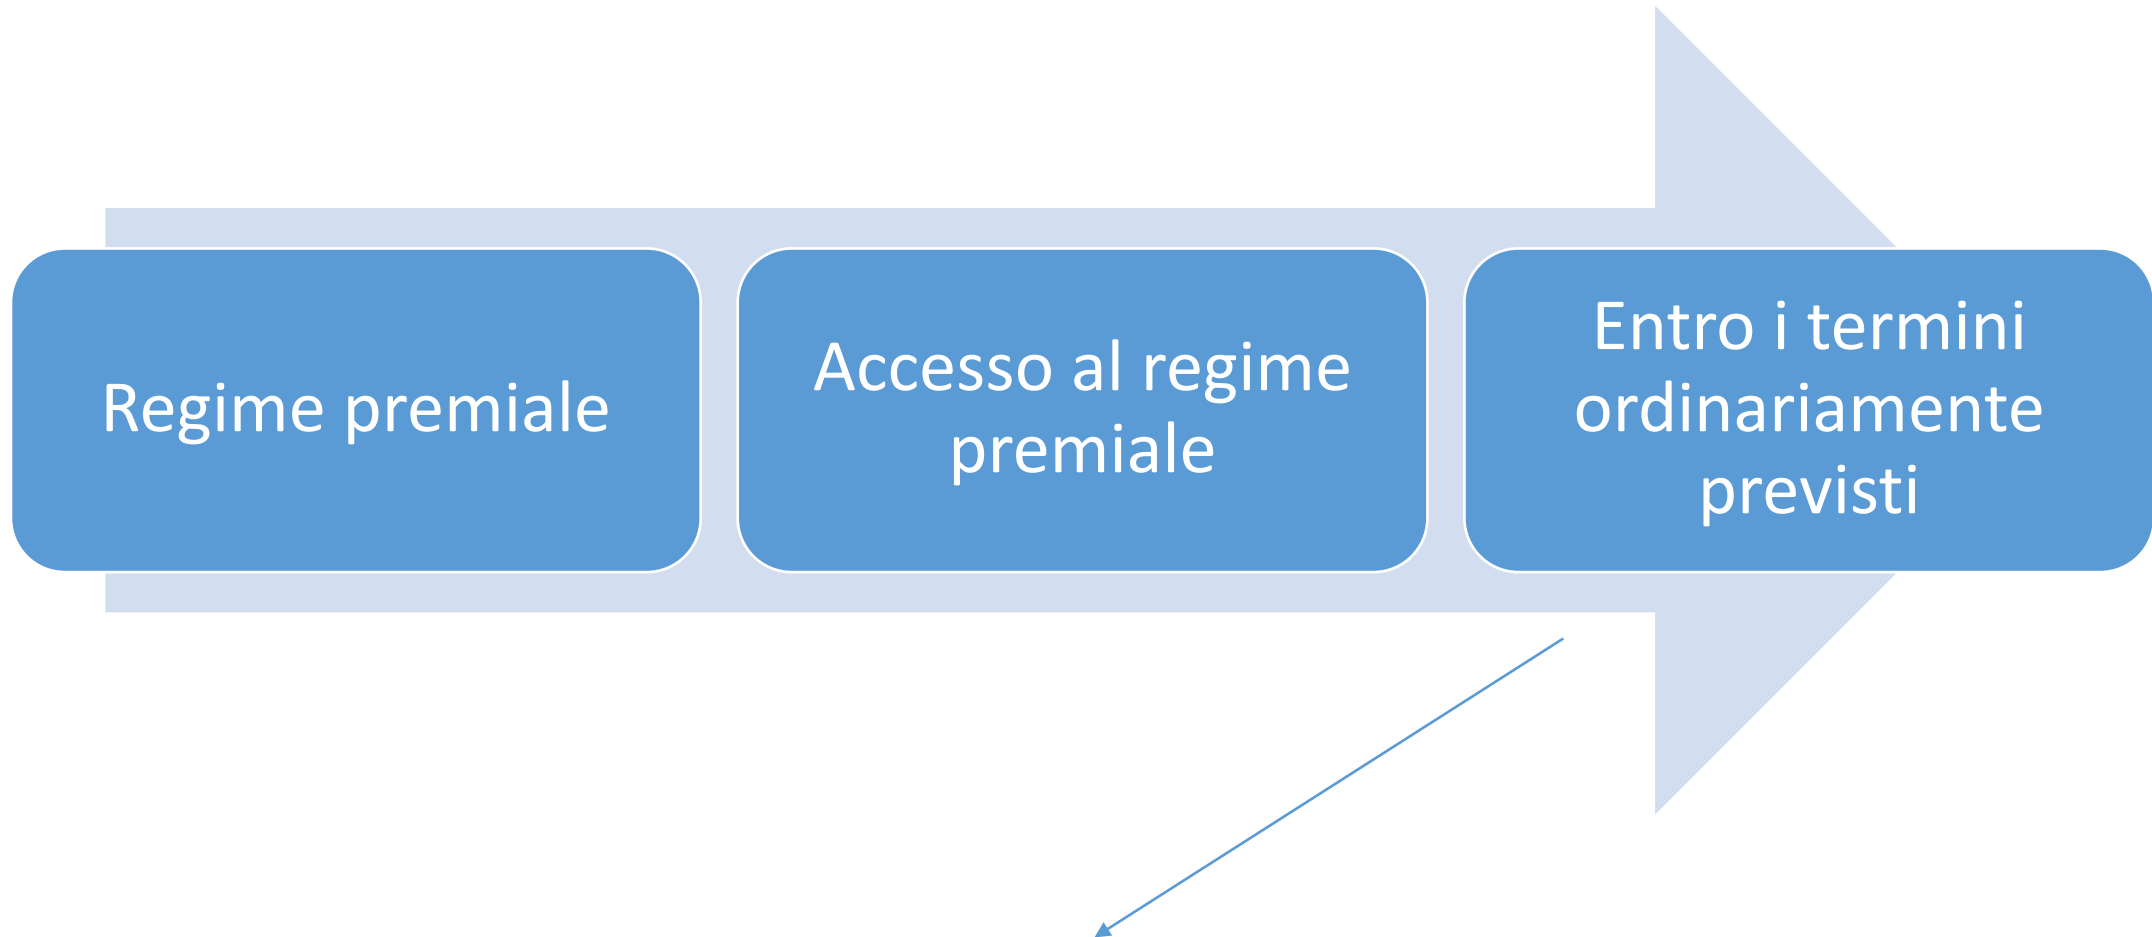 Regime premiale
Accesso al regime
premiale
Entro i termini
ordinariamente
previsti